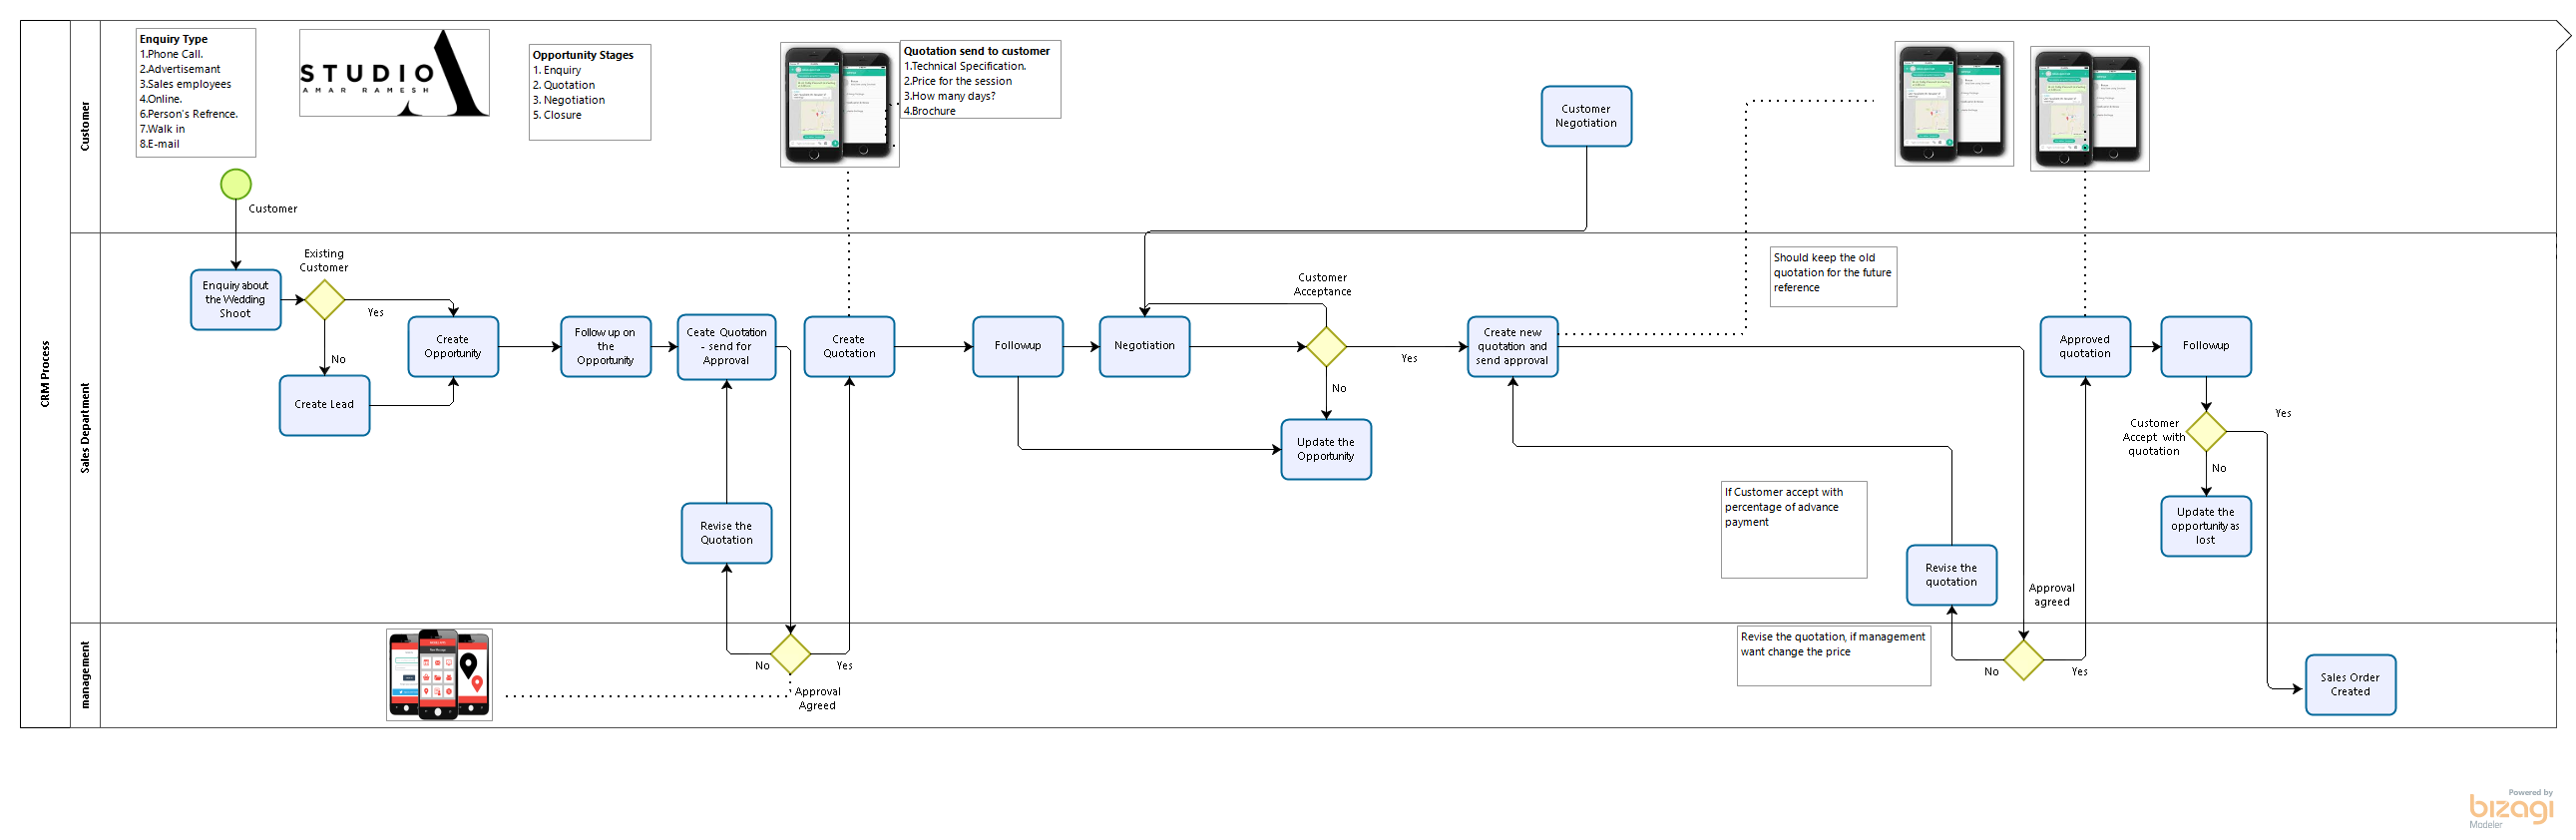 CRM Process
Customer
Enquiry Type
1.Phone Call.
2.Advertisemant
3.Sales employees
4.Online.
6.Person's Refrence.
7.Walk in
8.E-mail
STUDIO A
AMAR RAMESH
Opportunity Stages
1. Enquiry
2. Quotation
3. Negotiation
5. Closure
Quotation send to customer
1.Technical Specification.
2.Price for the session
3.How many days?
4.Brochure
Customer
Negotiation
Customer
Sales Department
Enquiry about
the Wedding
Shoot
Existing
Customer
Yes
No
Create Lead
Create
Opportunity
Follow up on
the
Opportunity
Ceate Quotation
- send for
Approval
Create
Quotation
Followup
Negotiation
Customer
Acceptance
Yes
No
Update the
Opportunity
Create new
quotation and
send approval
Should keep the old
quotation for the future
reference
Approved
quotation
Followup
Customer
Accept with
quotation
Yes
No
Update the
opportunity as
lost
Revise the
Quotation
If Customer accept with
percentage of advance
payment
Revise the
quotation
Approval
agreed
management
No
Yes
Approval
Agreed
Revise the quotation, if management
want change the price
No
Yes
Sales Order
Created
Powered by
bizagi
Modeler